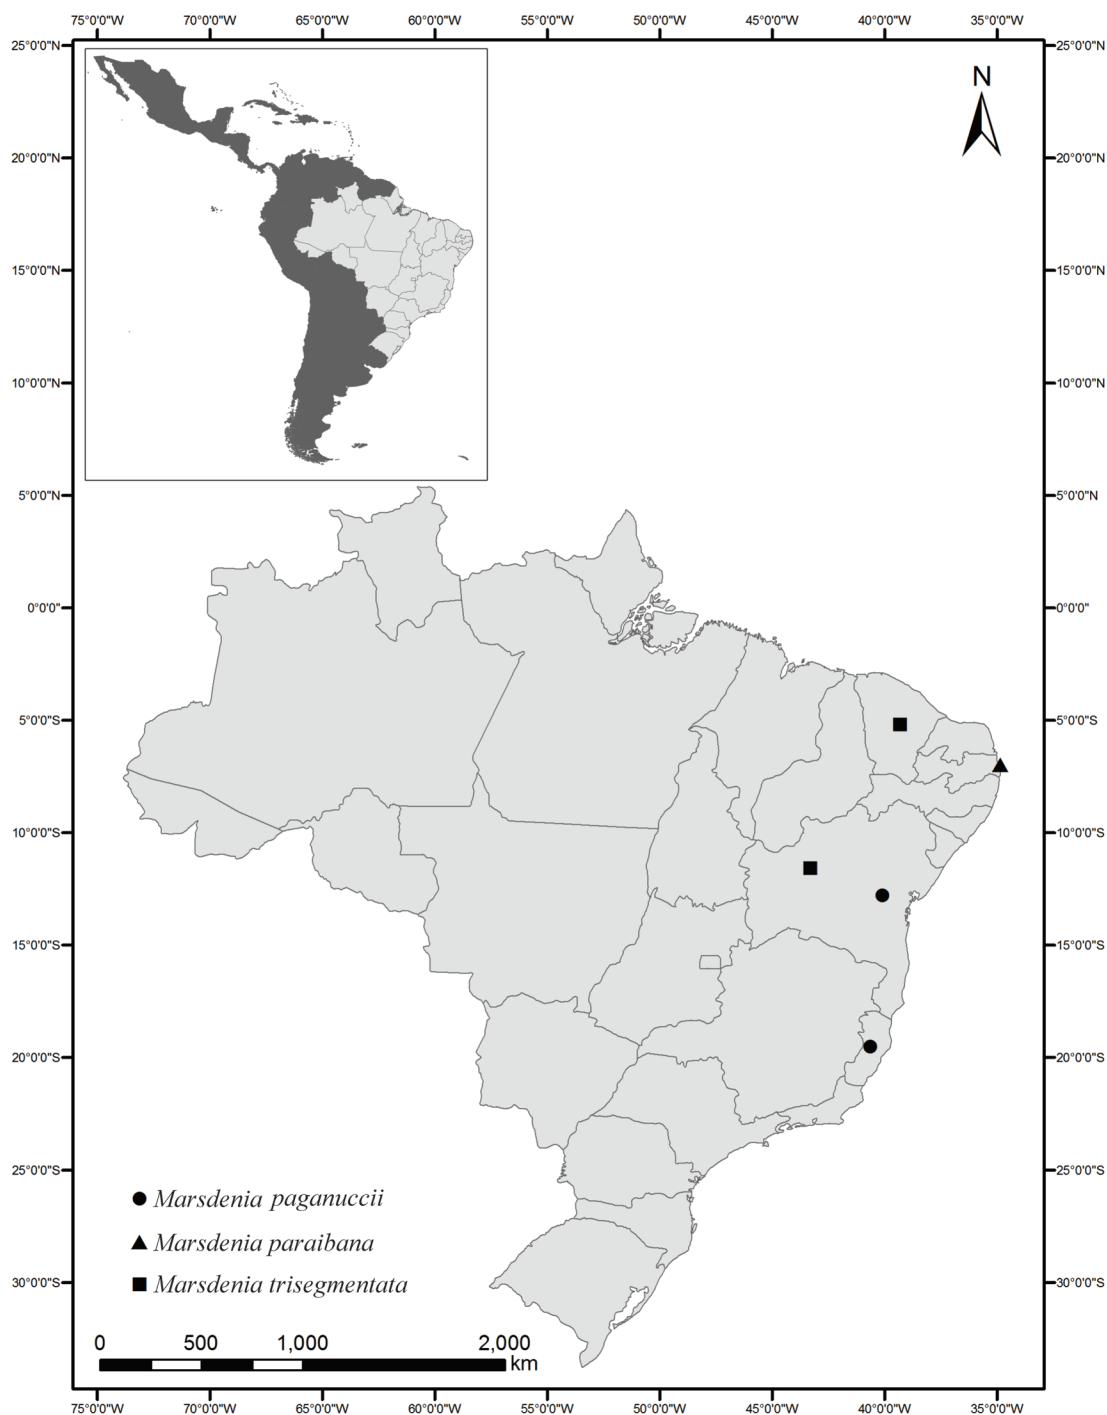 75°0'0"W 70°0'0"W 65°0'0"W 60°0'0"W 55°0'0"W 50°0'0"W 45°0'0"W 40°0'0"W 35°0'0"W
25°0'0"N 25°0'0"N
N
20°0'0"N 20°0'0"N
15°0'0"N 15°0'0"N
10°0'0"N 10°0'0"N
5°0'0"N 5°0'0"N
0°0'0" 0°0'0"
5°0'0"S 5°0'0"S
10°0'0"S 10°0'0"S
15°0'0"S 15°0'0"S
20°0'0"S 20°0'0"S
25°0'0"S 25°0'0"S
Marsdenia paganuccii
Marsdenia paraibana
30°0'0"S Marsdenia trisegmentata 30°0'0"S
0 500 1,000 2,000
km
75°0'0"W 70°0'0"W 65°0'0"W 60°0'0"W 55°0'0"W 50°0'0"W 45°0'0"W 40°0'0"W 35°0'0"W